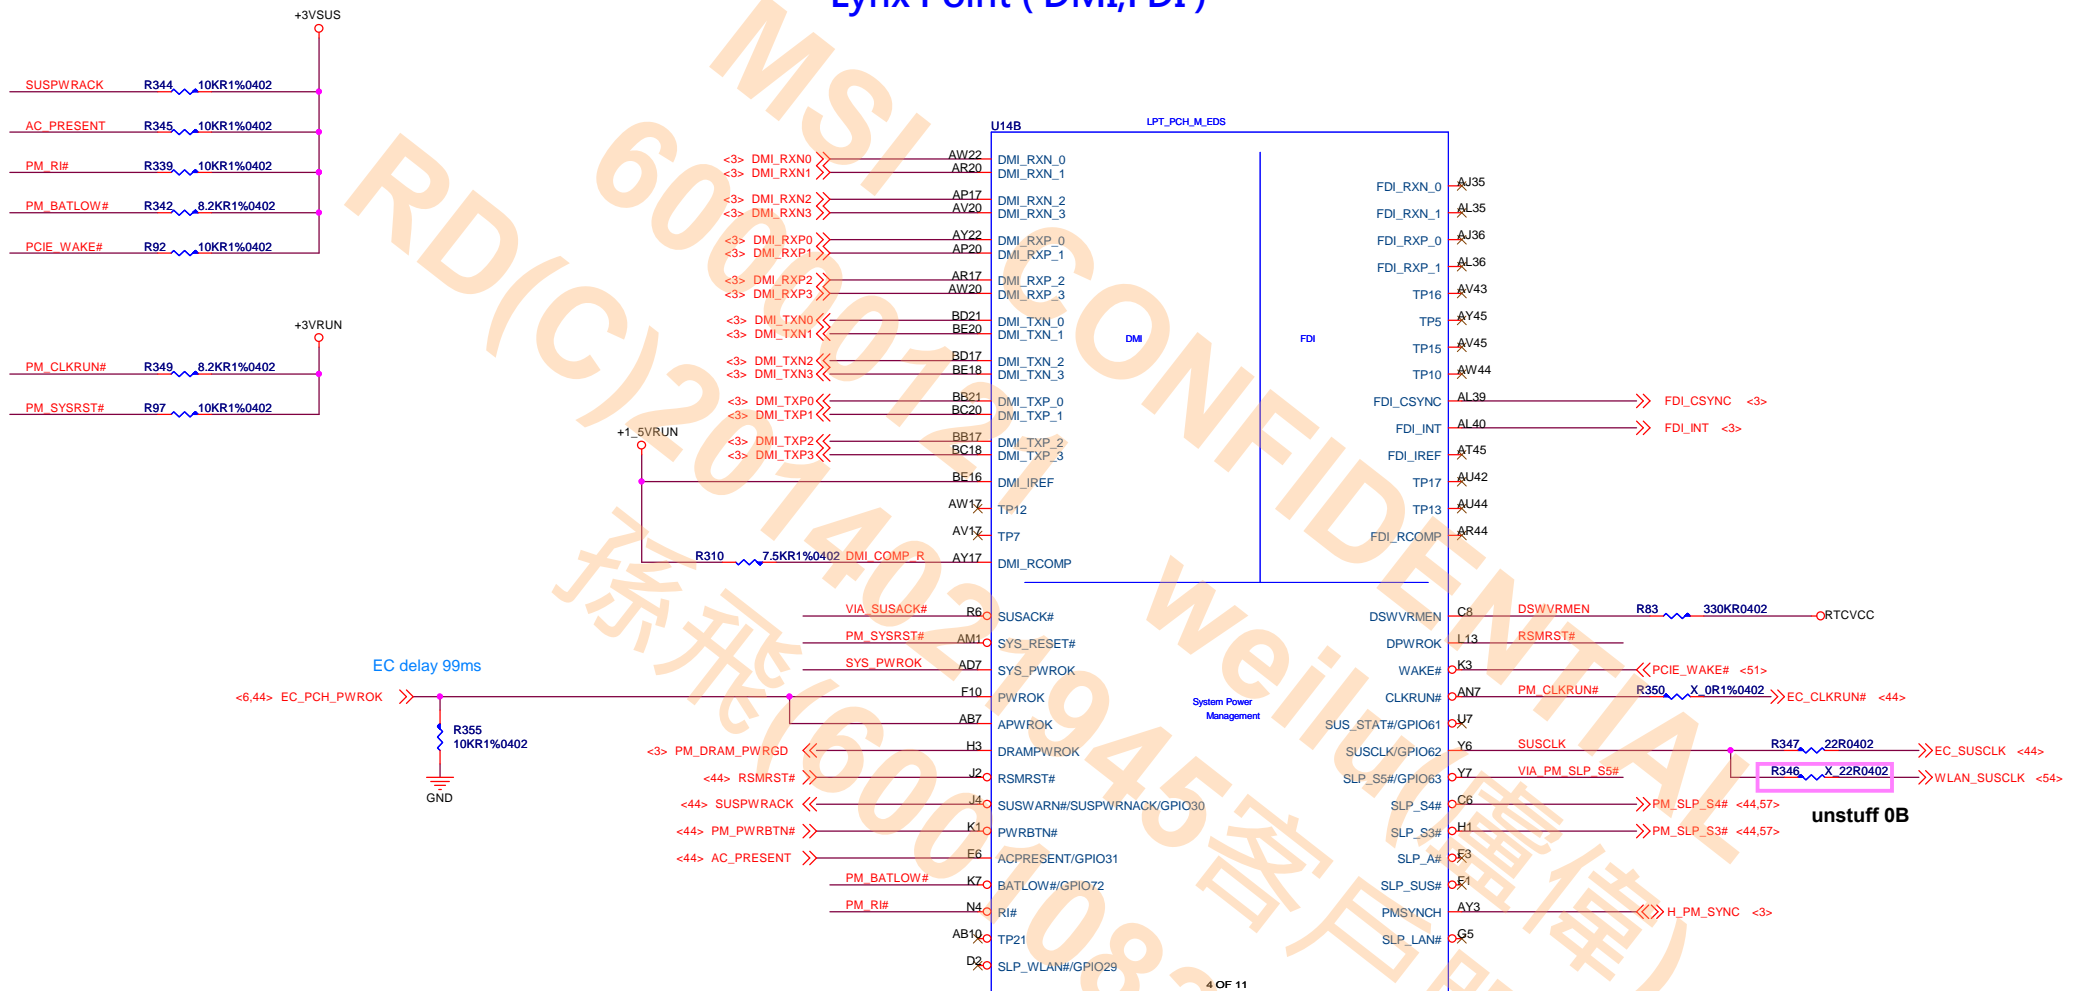 Lynx Point ( DMI,FDI )
+3VSUS
SUSPWRACK R344 10KR1%0402
AC_PRESENT R345 10KR1%0402
PM_RI# R339 10KR1%0402
PM_BATLOW# R342 8.2KR1%0402
PCIE_WAKE# R92 10KR1%0402
+3VRUN
PM_CLKRUN# R349 8.2KR1%0402
PM_SYSRST# R97 10KR1%0402
U14B LPT_PCH_M_EDS
<3> DMI_RXN0 AW22 DMI_RXN_0
<3> DMI_RXN1 AR20 DMI_RXN_1
<3> DMI_RXN2 AP17 DMI_RXN_2
<3> DMI_RXN3 AV20 DMI_RXN_3
<3> DMI_RXP0 AY22 DMI_RXP_0
<3> DMI_RXP1 AP20 DMI_RXP_1
<3> DMI_RXP2 AR17 DMI_RXP_2
<3> DMI_RXP3 AW20 DMI_RXP_3
<3> DMI_TXN0 BD21 DMI_TXN_0
<3> DMI_TXN1 BE20 DMI_TXN_1
<3> DMI_TXN2 BD17 DMI_TXN_2
<3> DMI_TXN3 BE18 DMI_TXN_3
<3> DMI_TXP0 BB21 DMI_TXP_0
<3> DMI_TXP1 BC20 DMI_TXP_1
<3> DMI_TXP2 BB17 DMI_TXP_2
<3> DMI_TXP3 BC18 DMI_TXP_3
+1_5VRUN
BE16 DMI_IREF
AW17 TP12
AV17 TP7
R310 7.5KR1%0402 DMI_COMP_R AY17 DMI_RCOMP
DMI
FDI
FDI_RXN_0 AJ35
FDI_RXN_1 AL35
FDI_RXP_0 AJ36
FDI_RXP_1 AL36
TP16 AV43
TP5 AY45
TP15 AV45
TP10 AW44
FDI_CSYNC AL39 FDI_CSYNC <3>
FDI_INT AL40 FDI_INT <3>
FDI_IREF AT45
TP17 AU42
TP13 AU44
FDI_RCOMP AR44
VIA_SUSACK# R6 SUSACK#
PM_SYSRST# AM1 SYS_RESET#
SYS_PWROK AD7 SYS_PWROK
EC delay 99ms
<6,44> EC_PCH_PWROK F10 PWROK
AB7 APWROK
R355
10KR1%0402
GND
<3> PM_DRAM_PWRGD H3 DRAMPWROK
<44> RSMRST# J2 RSMRST#
<44> SUSPWRACK J4 SUSWARN#/SUSPWRNACK/GPIO30
<44> PM_PWRBTN# K1 PWRBTN#
<44> AC_PRESENT E6 ACPRESENT/GPIO31
PM_BATLOW# K7 BATLOW#/GPIO72
PM_RI# N4 RI#
AB10 TP21
D2 SLP_WLAN#/GPIO29
System Power
Management
DSWVRMEN C8 DSWVRMEN R83 330KR0402 RTCVCC
DPWROK L13 RSMRST#
WAKE# K3 PCIE_WAKE# <51>
CLKRUN# AN7 PM_CLKRUN# R350 X_0R1%0402 EC_CLKRUN# <44>
SUS_STAT#/GPIO61 U7
SUSCLK/GPIO62 Y6 SUSCLK R347 22R0402 EC_SUSCLK <44>
SLP_S5#/GPIO63 Y7 VIA_PM_SLP_S5# R346 X_22R0402 WLAN_SUSCLK <54>
SLP_S4# C6 PM_SLP_S4# <44,57>
unstuff 0B
SLP_S3# H1 PM_SLP_S3# <44,57>
SLP_A# F3
SLP_SUS# F1
PMSYNCH AY3 H_PM_SYNC <3>
SLP_LAN# G5
4 OF 11
MSI CONFIDENTIAL
weilu(盧偉)